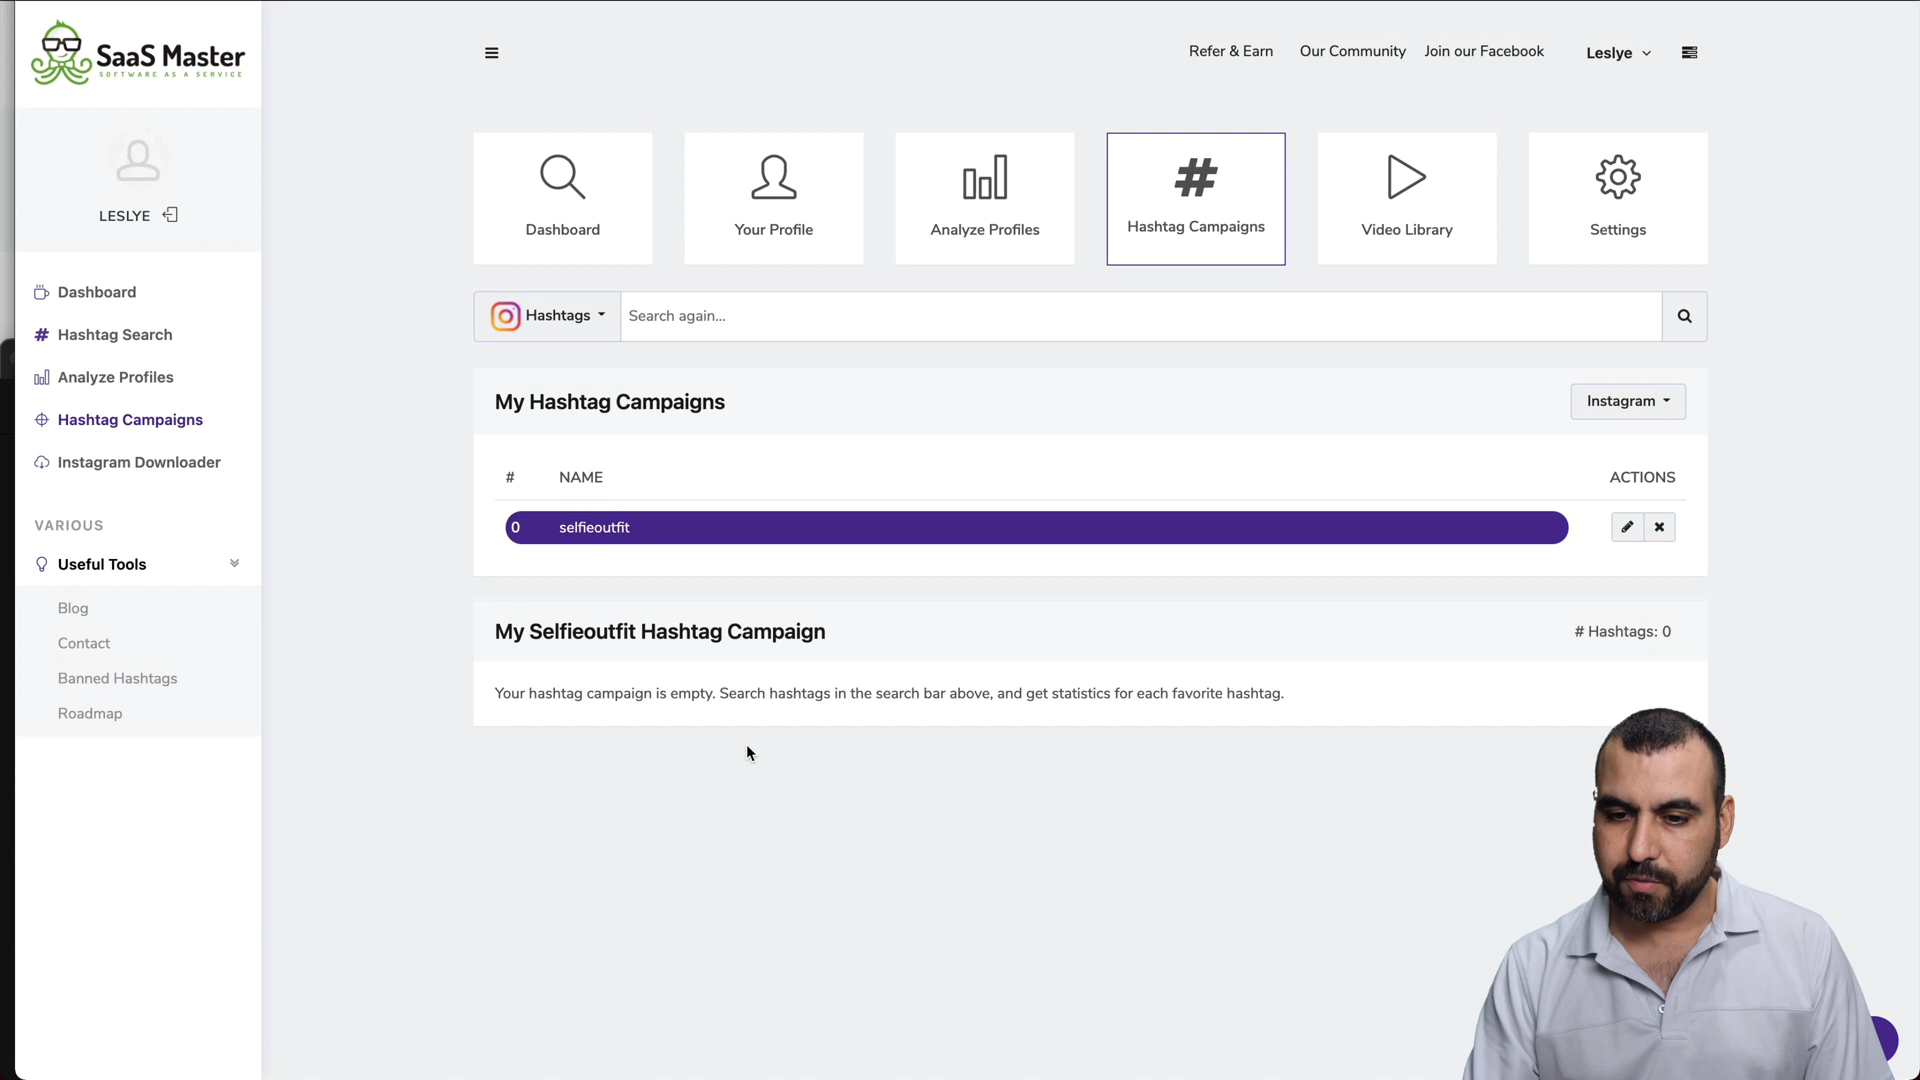 SaaS Master
SOFTWARE AS A SERVICE
Refer & Earn
Our Community
Join our Facebook
Leslye
LESLYE
Dashboard
Your Profile
Analyze Profiles
Hashtag Campaigns
Video Library
Settings
Dashboard
Hashtag Search
Analyze Profiles
Hashtag Campaigns
Instagram Downloader
VARIOUS
Useful Tools
Blog
Contact
Banned Hashtags
Roadmap
Hashtags
Search again...
My Hashtag Campaigns
Instagram
# NAME ACTIONS
0 selfieoutfit
My Selfieoutfit Hashtag Campaign
# Hashtags: 0
Your hashtag campaign is empty. Search hashtags in the search bar above, and get statistics for each favorite hashtag.